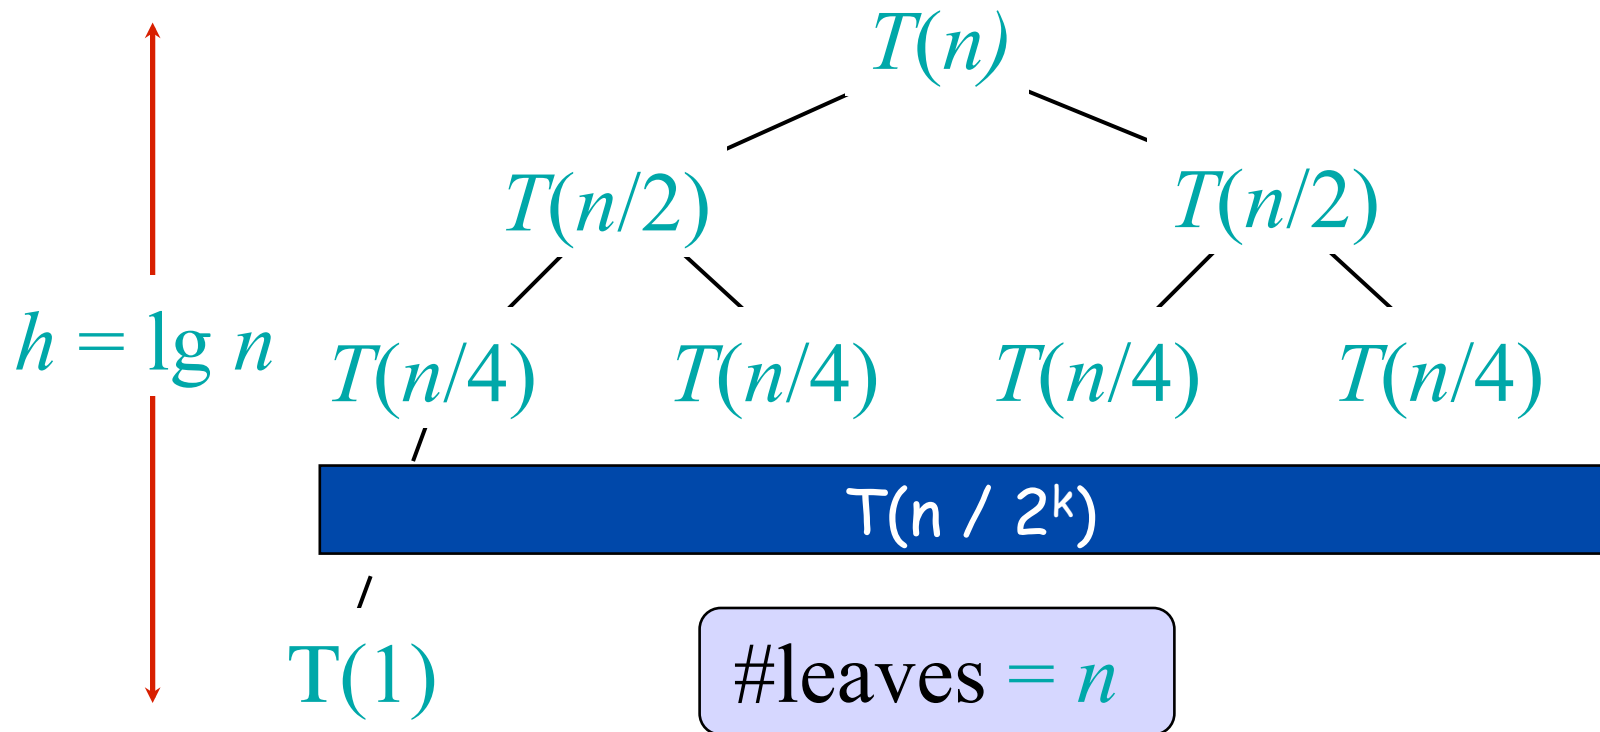 T(n)
T(n/2) T(n/2)
h = lg n T(n/4) T(n/4) T(n/4) T(n/4)
T(n / 2ᵏ)
T(1) #leaves = n